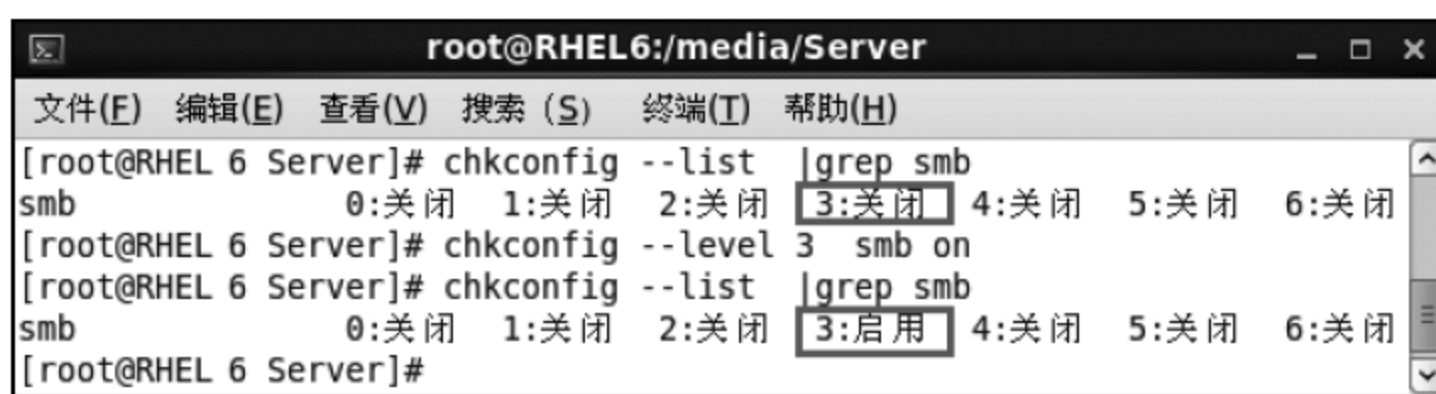 root@RHEL6:/media/Server
文件(F) 编辑(E) 查看(V) 搜索（S） 终端(T) 帮助(H)
[root@RHEL 6 Server]# chkconfig --list |grep smb
smb 0:关闭 1:关闭 2:关闭 3:关闭 4:关闭 5:关闭 6:关闭
[root@RHEL 6 Server]# chkconfig --level 3 smb on
[root@RHEL 6 Server]# chkconfig --list |grep smb
smb 0:关闭 1:关闭 2:关闭 3:启用 4:关闭 5:关闭 6:关闭
[root@RHEL 6 Server]#